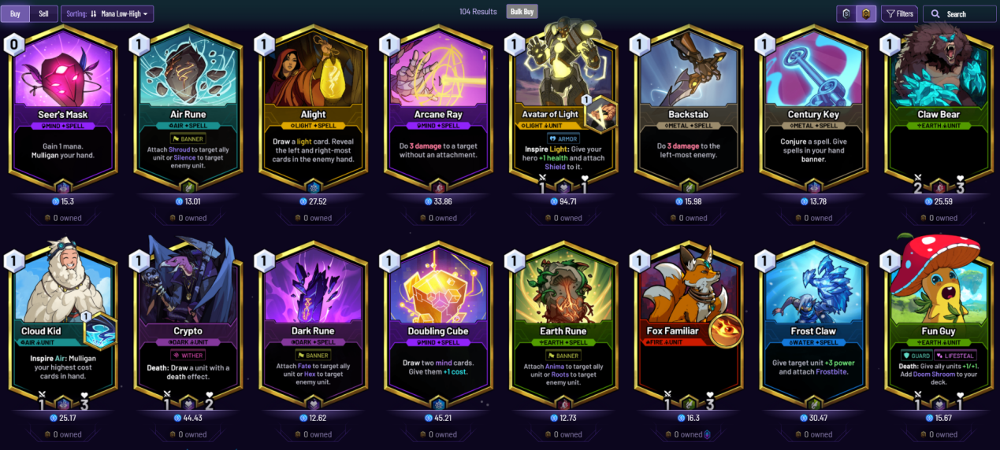 Buy Sell Sorting: Mana Low-High 104 Results Bulk Buy Filters Search
0
Seer's Mask
MIND SPELL
Gain 1 mana.
Mulligan your hand.
15.3
0 owned
1
Air Rune
AIR SPELL
BANNER
Attach Shroud to target ally
unit or Silence to target
enemy unit.
13.01
0 owned
1
Alight
LIGHT SPELL
Draw a light card. Reveal
the left and right-most
cards in the enemy hand.
27.52
0 owned
1
Arcane Ray
MIND SPELL
Do 3 damage to a target
without an attachment.
33.86
0 owned
1
Avatar of Light
1
LIGHT UNIT
ARMOR
Inspire Light: Give your
hero +1 health and attach
Shield to it.
1 1
94.71
0 owned
1
Backstab
METAL SPELL
Do 3 damage to the
left-most enemy.
15.98
0 owned
1
Century Key
METAL SPELL
Conjure a spell. Give
spells in your hand
banner.
13.78
0 owned
1
Claw Bear
EARTH UNIT
2 3
25.59
0 owned
1
Cloud Kid
1
AIR UNIT
Inspire Air: Mulligan
your highest cost
cards in hand.
1 3
25.17
0 owned
1
Crypto
DARK UNIT
WITHER
Death: Draw a unit with a
death effect.
1 2
44.43
0 owned
1
Dark Rune
DARK SPELL
BANNER
Attach Fate to target ally
unit or Hex to target
enemy unit.
12.62
0 owned
1
Doubling Cube
MIND SPELL
Draw two mind cards.
Give them +1 cost.
45.21
0 owned
1
Earth Rune
EARTH SPELL
BANNER
Attach Anima to target ally
unit or Roots to target
enemy unit.
12.73
0 owned
1
Fox Familiar
FIRE UNIT
1 3
16.3
0 owned
1
Frost Claw
WATER SPELL
Give target unit +3 power
and attach Frostbite.
30.47
0 owned
1
Fun Guy
EARTH UNIT
GUARD LIFESTEAL
Death: Give ally units +1/+1.
Add Doom Shroom to your
deck.
1 1
15.67
0 owned